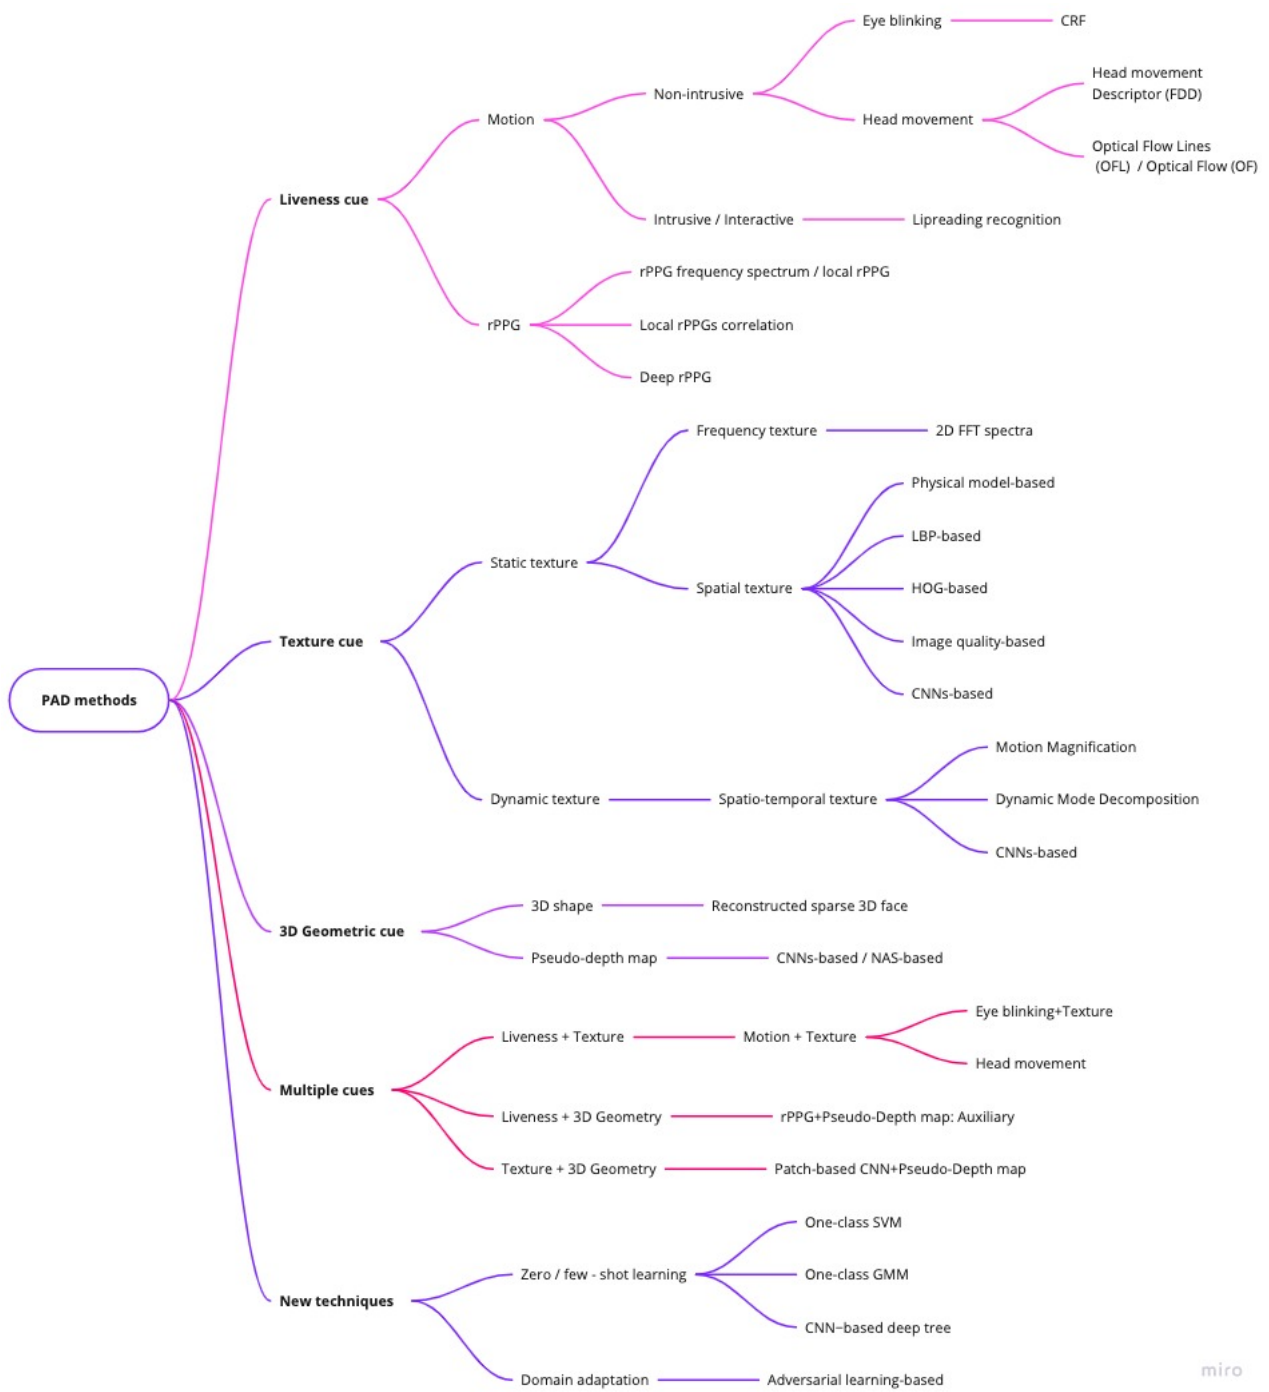 PAD methods
Liveness cue
Motion
Non-intrusive
Eye blinking
CRF
Head movement
Head movement
Descriptor (FDD)
Optical Flow Lines
(OFL)  / Optical Flow (OF)
Intrusive / Interactive
Lipreading recognition
rPPG
rPPG frequency spectrum / local rPPG
Local rPPGs correlation
Deep rPPG
Texture cue
Static texture
Frequency texture
2D FFT spectra
Spatial texture
Physical model-based
LBP-based
HOG-based
Image quality-based
CNNs-based
Dynamic texture
Spatio-temporal texture
Motion Magnification
Dynamic Mode Decomposition
CNNs-based
3D Geometric cue
3D shape
Reconstructed sparse 3D face
Pseudo-depth map
CNNs-based / NAS-based
Multiple cues
Liveness + Texture
Motion + Texture
Eye blinking+Texture
Head movement
Liveness + 3D Geometry
rPPG+Pseudo-Depth map: Auxiliary
Texture + 3D Geometry
Patch-based CNN+Pseudo-Depth map
New techniques
Zero / few - shot learning
One-class SVM
One-class GMM
CNN−based deep tree
Domain adaptation
Adversarial learning-based
miro